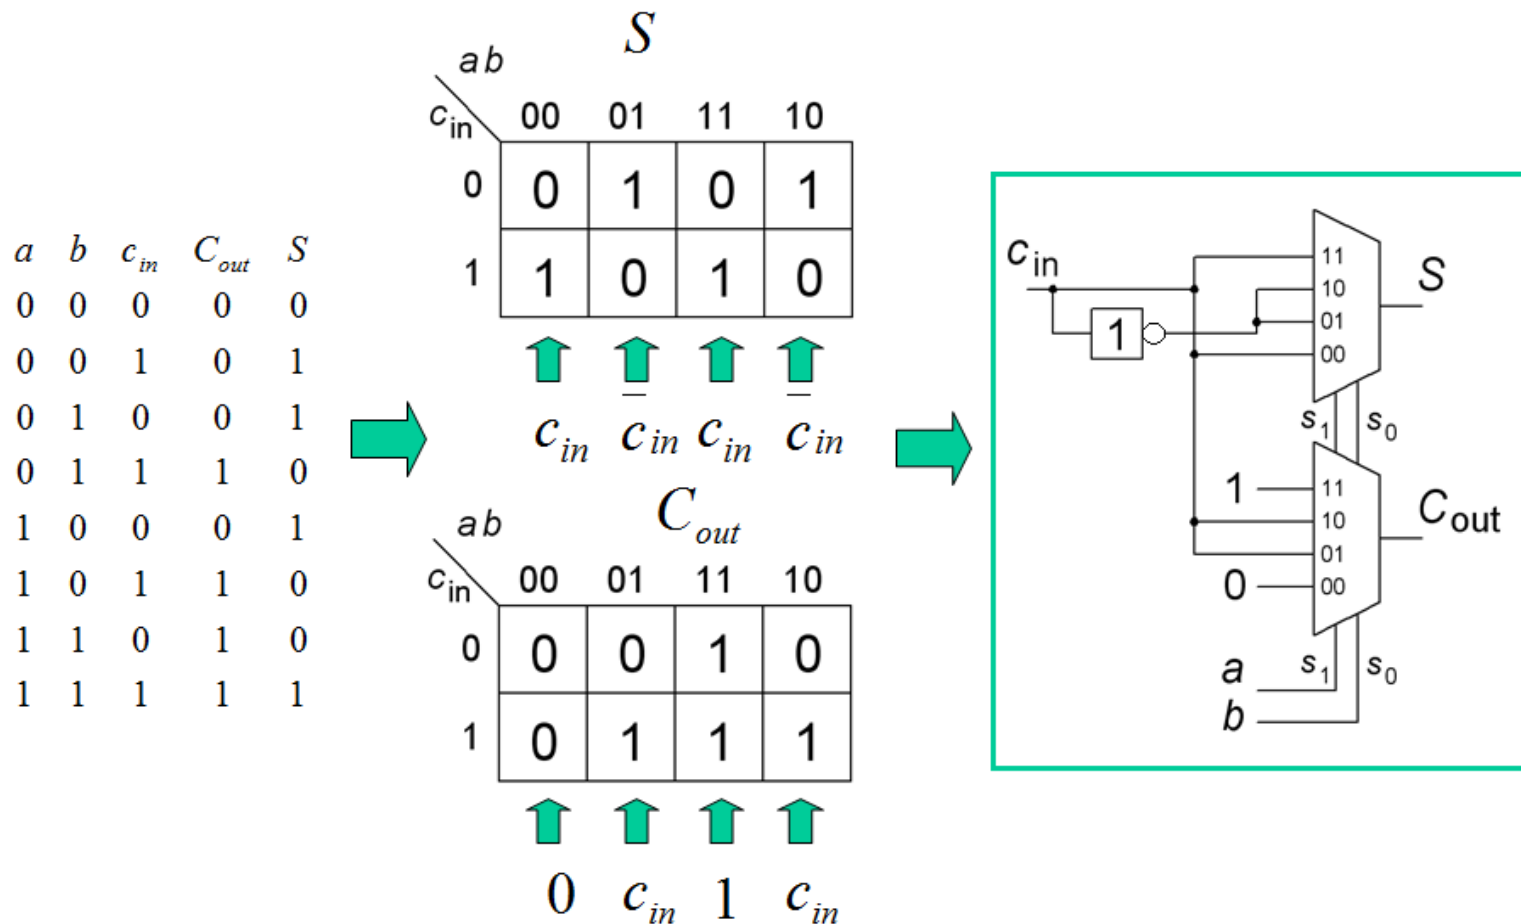 a b c_in C_out S
0 0 0 0 0
0 0 1 0 1
0 1 0 0 1
0 1 1 1 0
1 0 0 0 1
1 0 1 1 0
1 1 0 1 0
1 1 1 1 1
S
ab
c_in 00 01 11 10
0 0 1 0 1
1 1 0 1 0
c_in c̅_in c_in c̅_in
C_out
ab
c_in 00 01 11 10
0 0 0 1 0
1 0 1 1 1
0 c_in 1 c_in
c_in
1
11
10
01
00
S
s₁ s₀
1 11
10
01
0 00
C_out
s₁ s₀
a
b